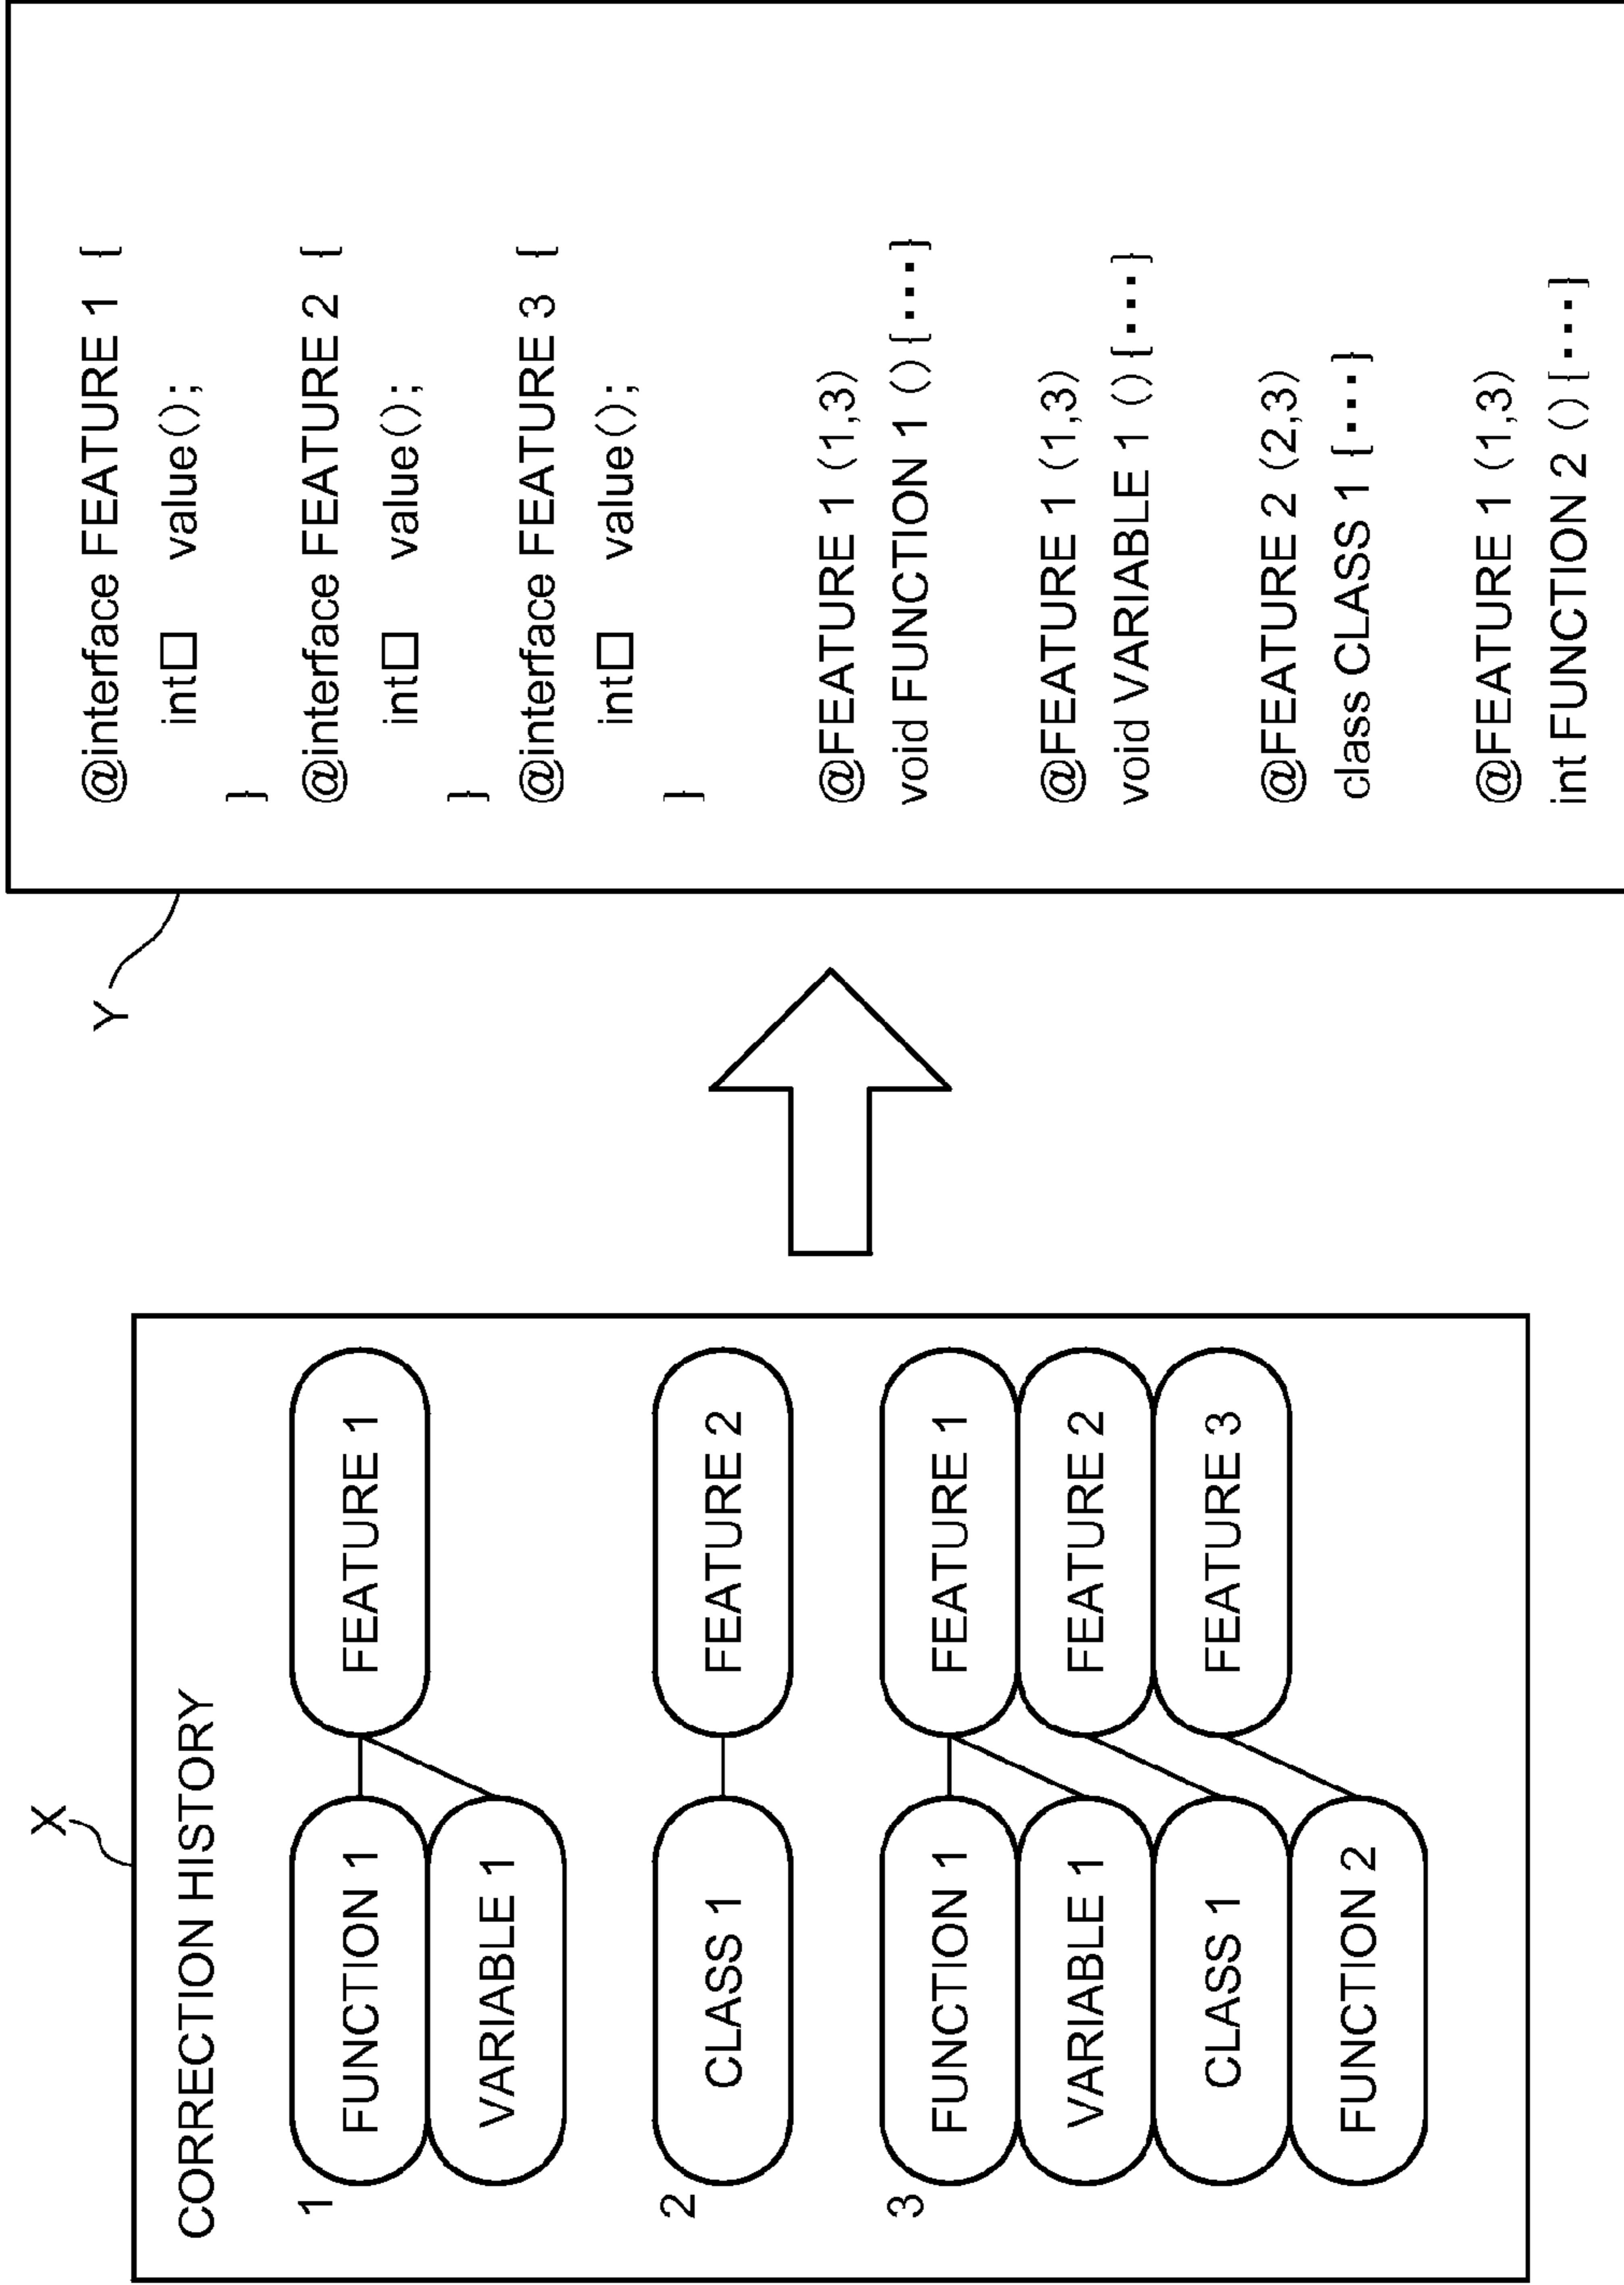 X
CORRECTION HISTORY
1
FUNCTION 1
FEATURE 1
VARIABLE 1
2
CLASS 1
FEATURE 2
3
FUNCTION 1
FEATURE 1
VARIABLE 1
FEATURE 2
CLASS 1
FEATURE 3
FUNCTION 2
Y
@interface FEATURE 1 {
int□ value();
}
@interface FEATURE 2 {
int□ value();
}
@interface FEATURE 3 {
int□ value();
}
@FEATURE 1 (1,3)
void FUNCTION 1 () {···}
@FEATURE 1 (1,3)
void VARIABLE 1 () {···}
@FEATURE 2 (2,3)
class CLASS 1 {···}
@FEATURE 1 (1,3)
int FUNCTION 2 () {···}